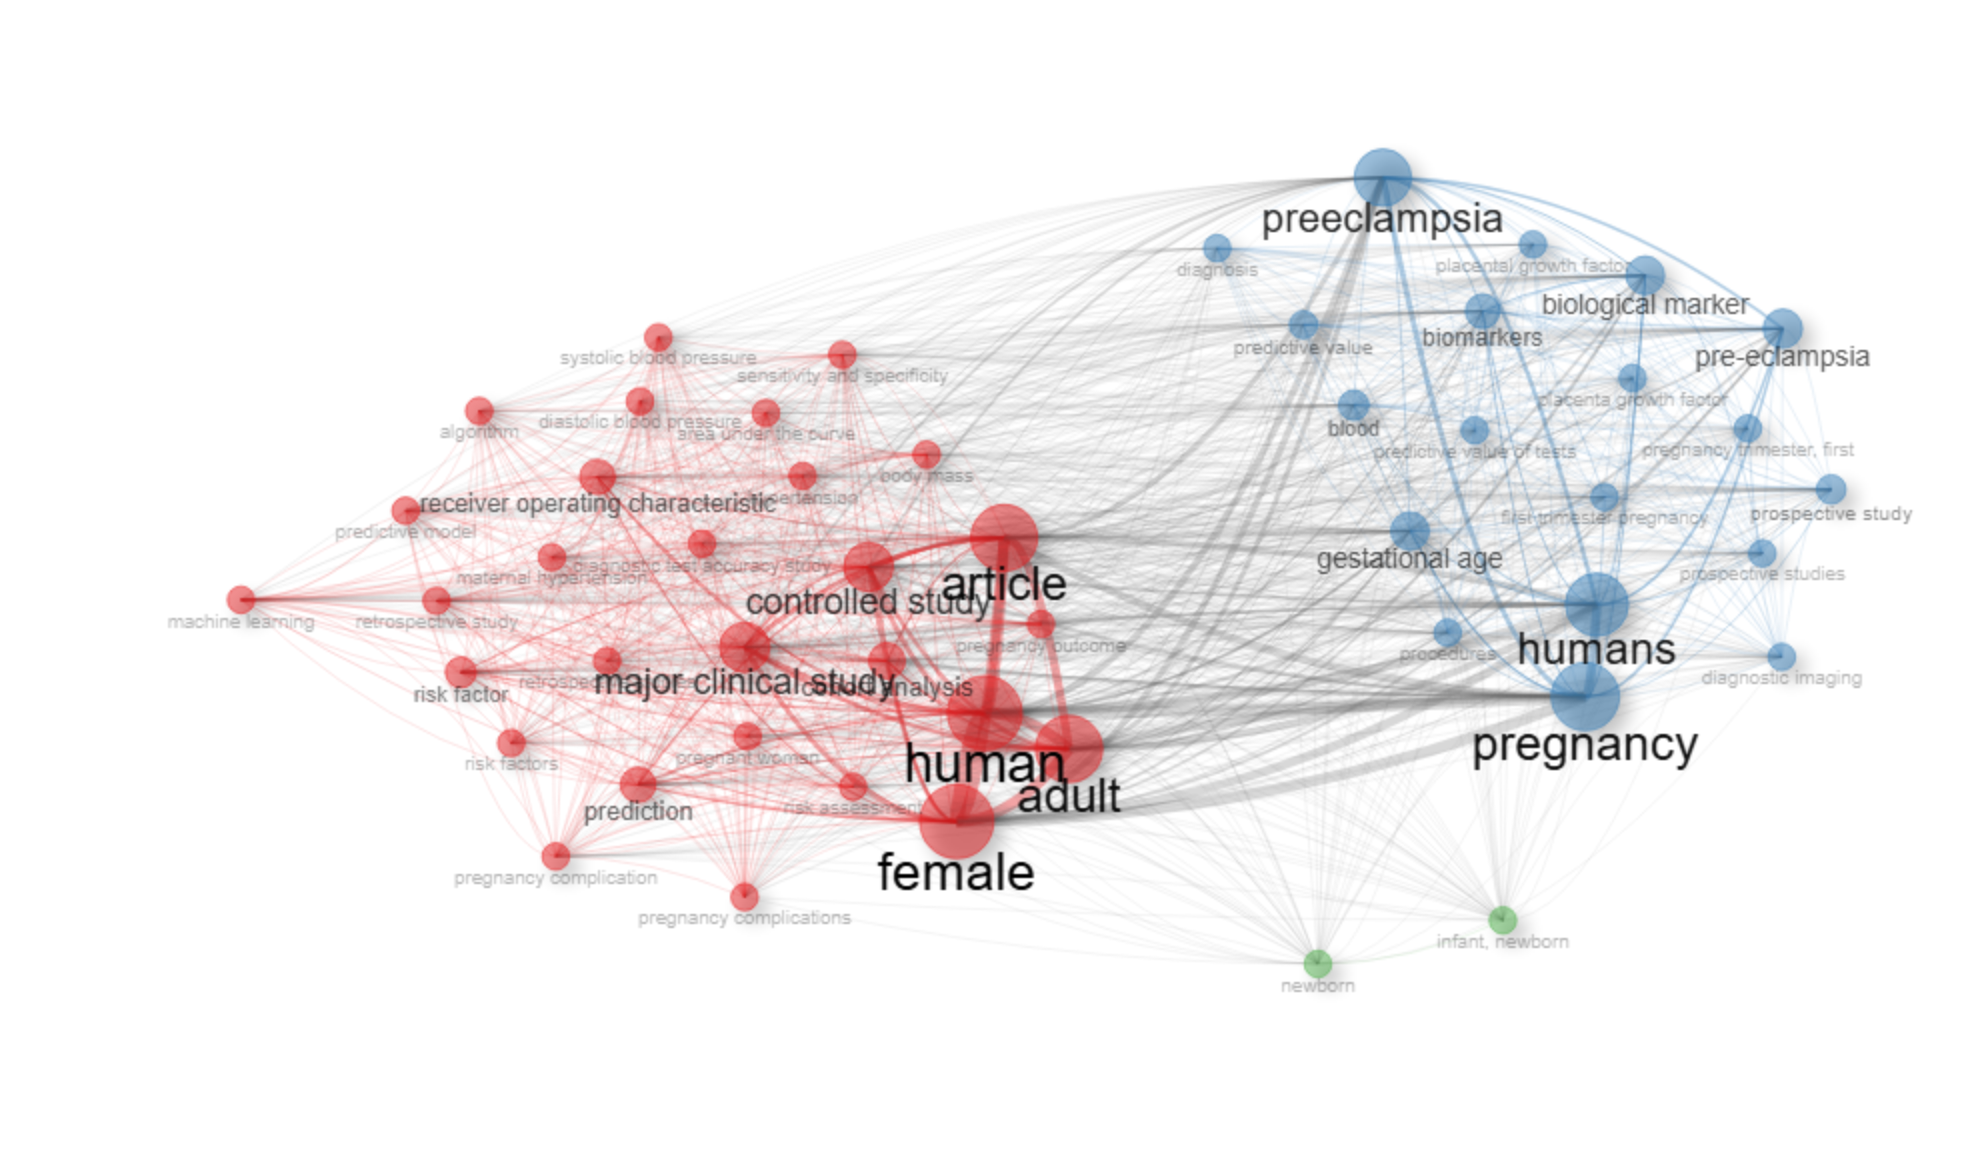 preeclampsia
diagnosis
placental growth factor
biological marker
predictive value
biomarkers
pre-eclampsia
systolic blood pressure
sensitivity and specificity
placenta growth factor
algorithm
diastolic blood pressure
area under the curve
blood
predictive value of tests
pregnancy trimester, first
body mass
receiver operating characteristic
hypertension
prospective study
first trimester pregnancy
predictive model
gestational age
diagnostic test accuracy study
maternal hypertension
article
prospective studies
controlled study
machine learning
retrospective study
pregnancy outcome
humans
procedures
diagnostic imaging
major clinical study
analysis
risk factor
pregnancy
pregnant woman
risk factors
human
adult
prediction
risk assessment
female
pregnancy complication
pregnancy complications
infant, newborn
newborn